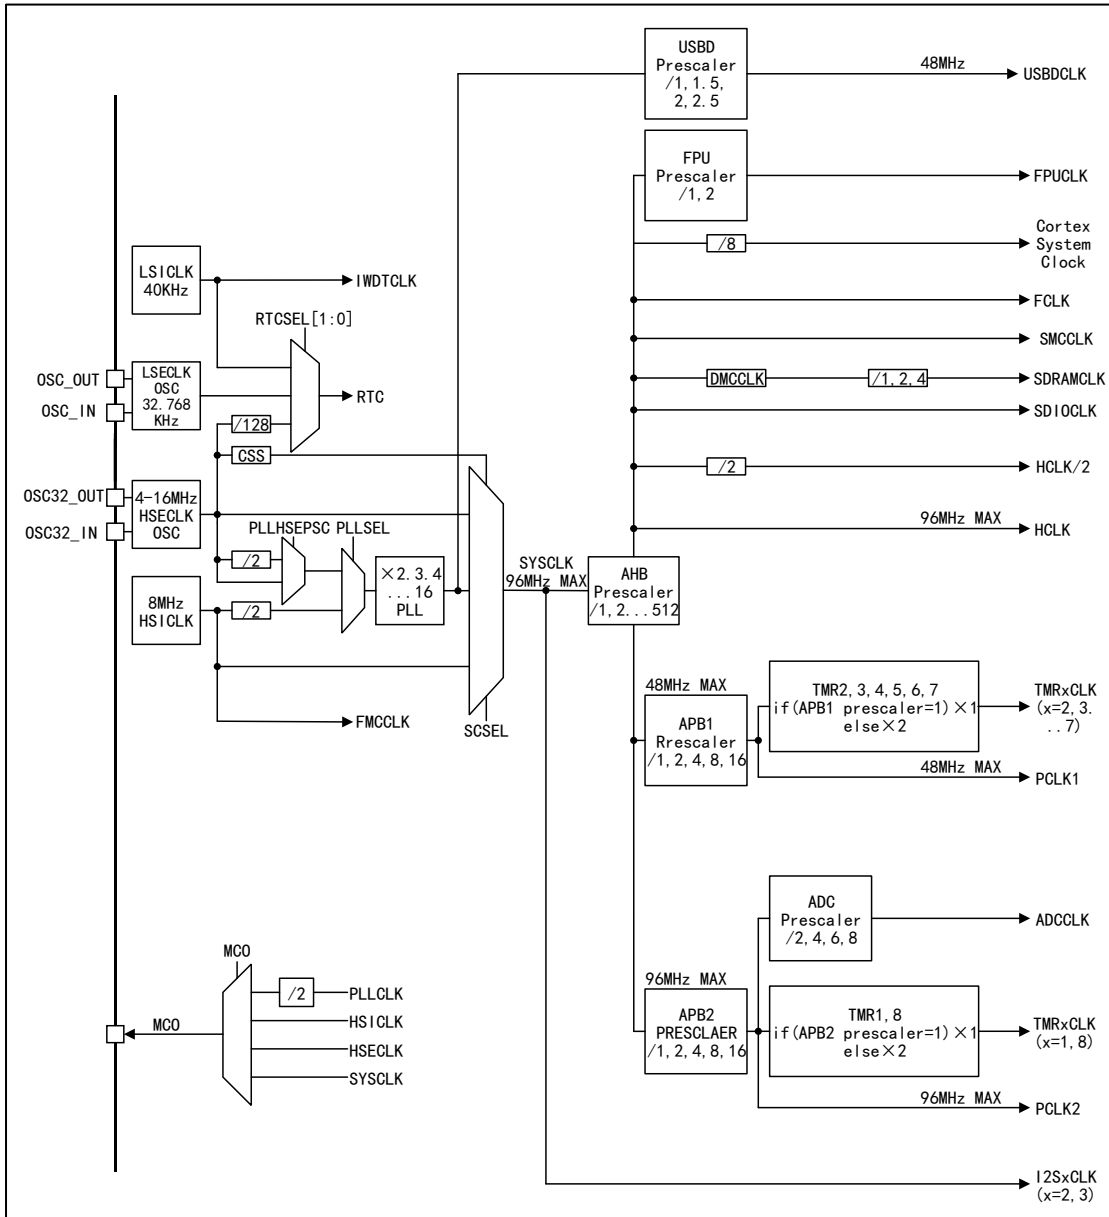 USBD
Prescaler
/1, 1.5,
2, 2.5
48MHz
USBDCLK
FPU
Prescaler
/1, 2
FPUCLK
/8
Cortex
System
Clock
LSICLK
40KHz
IWDTCLK
FCLK
RTCSEL[1:0]
SMCCLK
OSC_OUT
OSC_IN
LSECLK
OSC
32.768
KHz
RTC
DMCCLK
/1, 2, 4
SDRAMCLK
SDIOCLK
/128
CSS
/2
HCLK/2
OSC32_OUT
OSC32_IN
4-16MHz
HSECLK
OSC
PLLHSEPSC
PLLSEL
96MHz MAX
HCLK
/2
×2. 3. 4
... 16
PLL
SYSCLK
96MHz MAX
AHB
Prescaler
/1, 2...512
8MHz
HSICLK
/2
FMCCLK
SCSEL
48MHz MAX
APB1
Rrescaler
/1, 2, 4, 8, 16
TMR2, 3, 4, 5, 6, 7
if(APB1 prescaler=1)×1
else×2
TMRxCLK
(x=2, 3.
..7)
48MHz MAX
PCLK1
ADC
Prescaler
/2, 4, 6, 8
ADCCLK
MCO
/2
PLLCLK
HSICLK
HSECLK
SYSCLK
MCO
96MHz MAX
APB2
PRESCLAER
/1, 2, 4, 8, 16
TMR1, 8
if(APB2 prescaler=1)×1
else×2
TMRxCLK
(x=1, 8)
96MHz MAX
PCLK2
I2SxCLK
(x=2, 3)